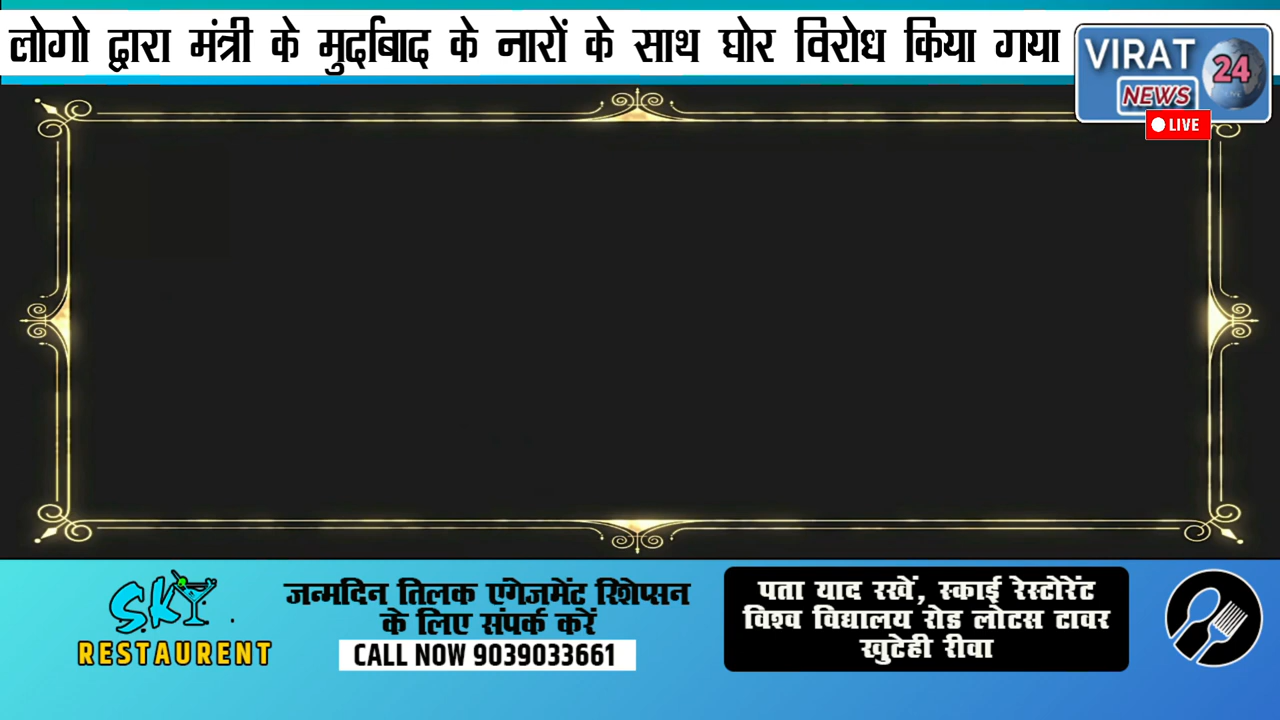 लोगो द्वारा मंत्री के मुर्दाबाद के नारों के साथ घोर विरोध किया गया
VIRAT
24
NEWS
LIVE
SKY
RESTAURENT
जन्मदिन तिलक एंगेजमेंट रिशेप्सन
के लिए संपर्क करें
CALL NOW 9039033661
पता याद रखें, स्काई रेस्टोरेंट
विश्व विद्यालय रोड लोटस टावर
खुटेही रीवा